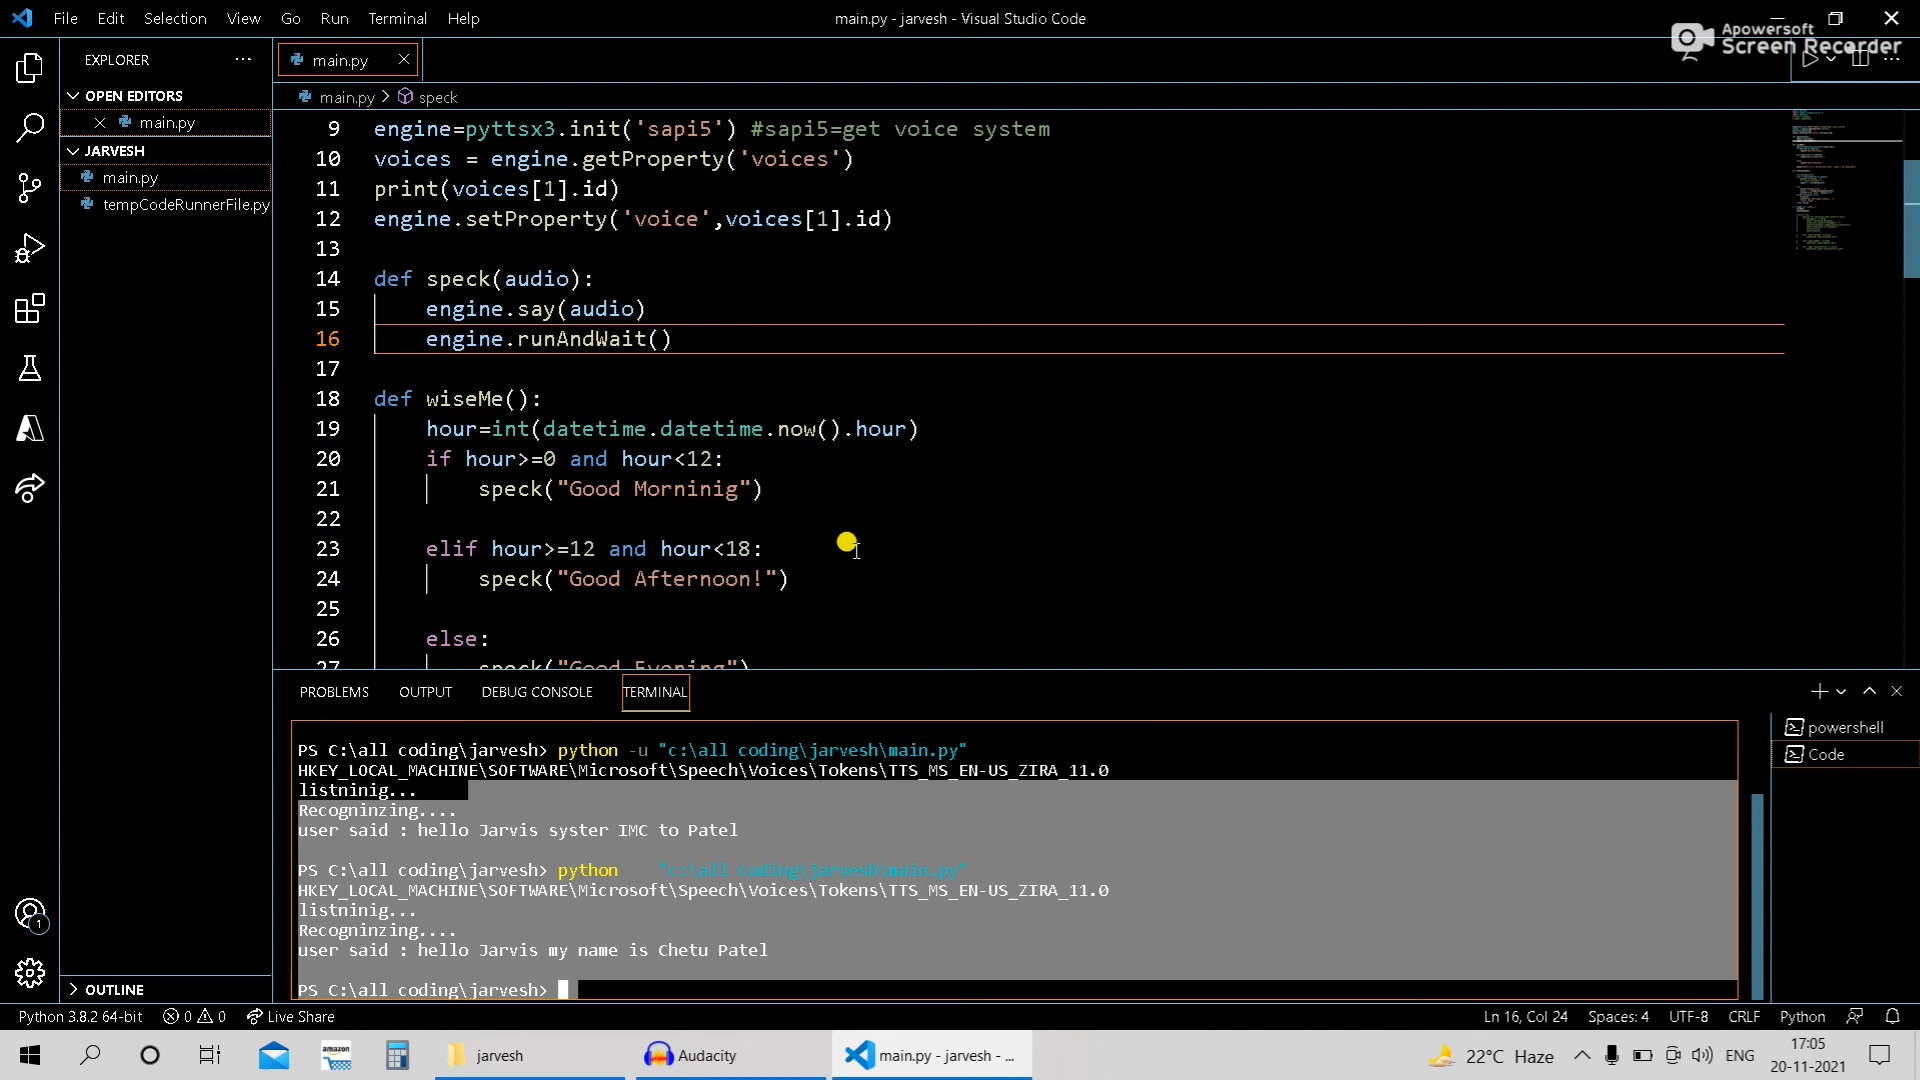 File Edit Selection View Go Run Terminal Help
main.py - jarvesh - Visual Studio Code
Apowersoft
Screen Recorder
EXPLORER
OPEN EDITORS
main.py
JARVESH
main.py
tempCodeRunnerFile.py
OUTLINE
main.py
main.py > speck
9 engine=pyttsx3.init('sapi5') #sapi5=get voice system
10 voices = engine.getProperty('voices')
11 print(voices[1].id)
12 engine.setProperty('voice',voices[1].id)
13
14 def speck(audio):
15 engine.say(audio)
16 engine.runAndWait()
17
18 def wiseMe():
19 hour=int(datetime.datetime.now().hour)
20 if hour>=0 and hour<12:
21 speck("Good Morninig")
22
23 elif hour>=12 and hour<18:
24 speck("Good Afternoon!")
25
26 else:
27 speck("Good Evening")
PROBLEMS OUTPUT DEBUG CONSOLE TERMINAL
PS C:\all coding\jarvesh> python -u "c:\all coding\jarvesh\main.py"
HKEY_LOCAL_MACHINE\SOFTWARE\Microsoft\Speech\Voices\Tokens\TTS_MS_EN-US_ZIRA_11.0
listninig...
Recogninzing....
user said : hello Jarvis syster IMC to Patel
PS C:\all coding\jarvesh> python "c:\all coding\jarvesh\main.py"
HKEY_LOCAL_MACHINE\SOFTWARE\Microsoft\Speech\Voices\Tokens\TTS_MS_EN-US_ZIRA_11.0
listninig...
Recogninzing....
user said : hello Jarvis my name is Chetu Patel
PS C:\all coding\jarvesh>
powershell
Code
1
Python 3.8.2 64-bit 0 0 Live Share
Ln 16, Col 24 Spaces: 4 UTF-8 CRLF Python
amazon
jarvesh
Audacity
main.py - jarvesh - ...
22°C Haze
ENG
17:05
20-11-2021